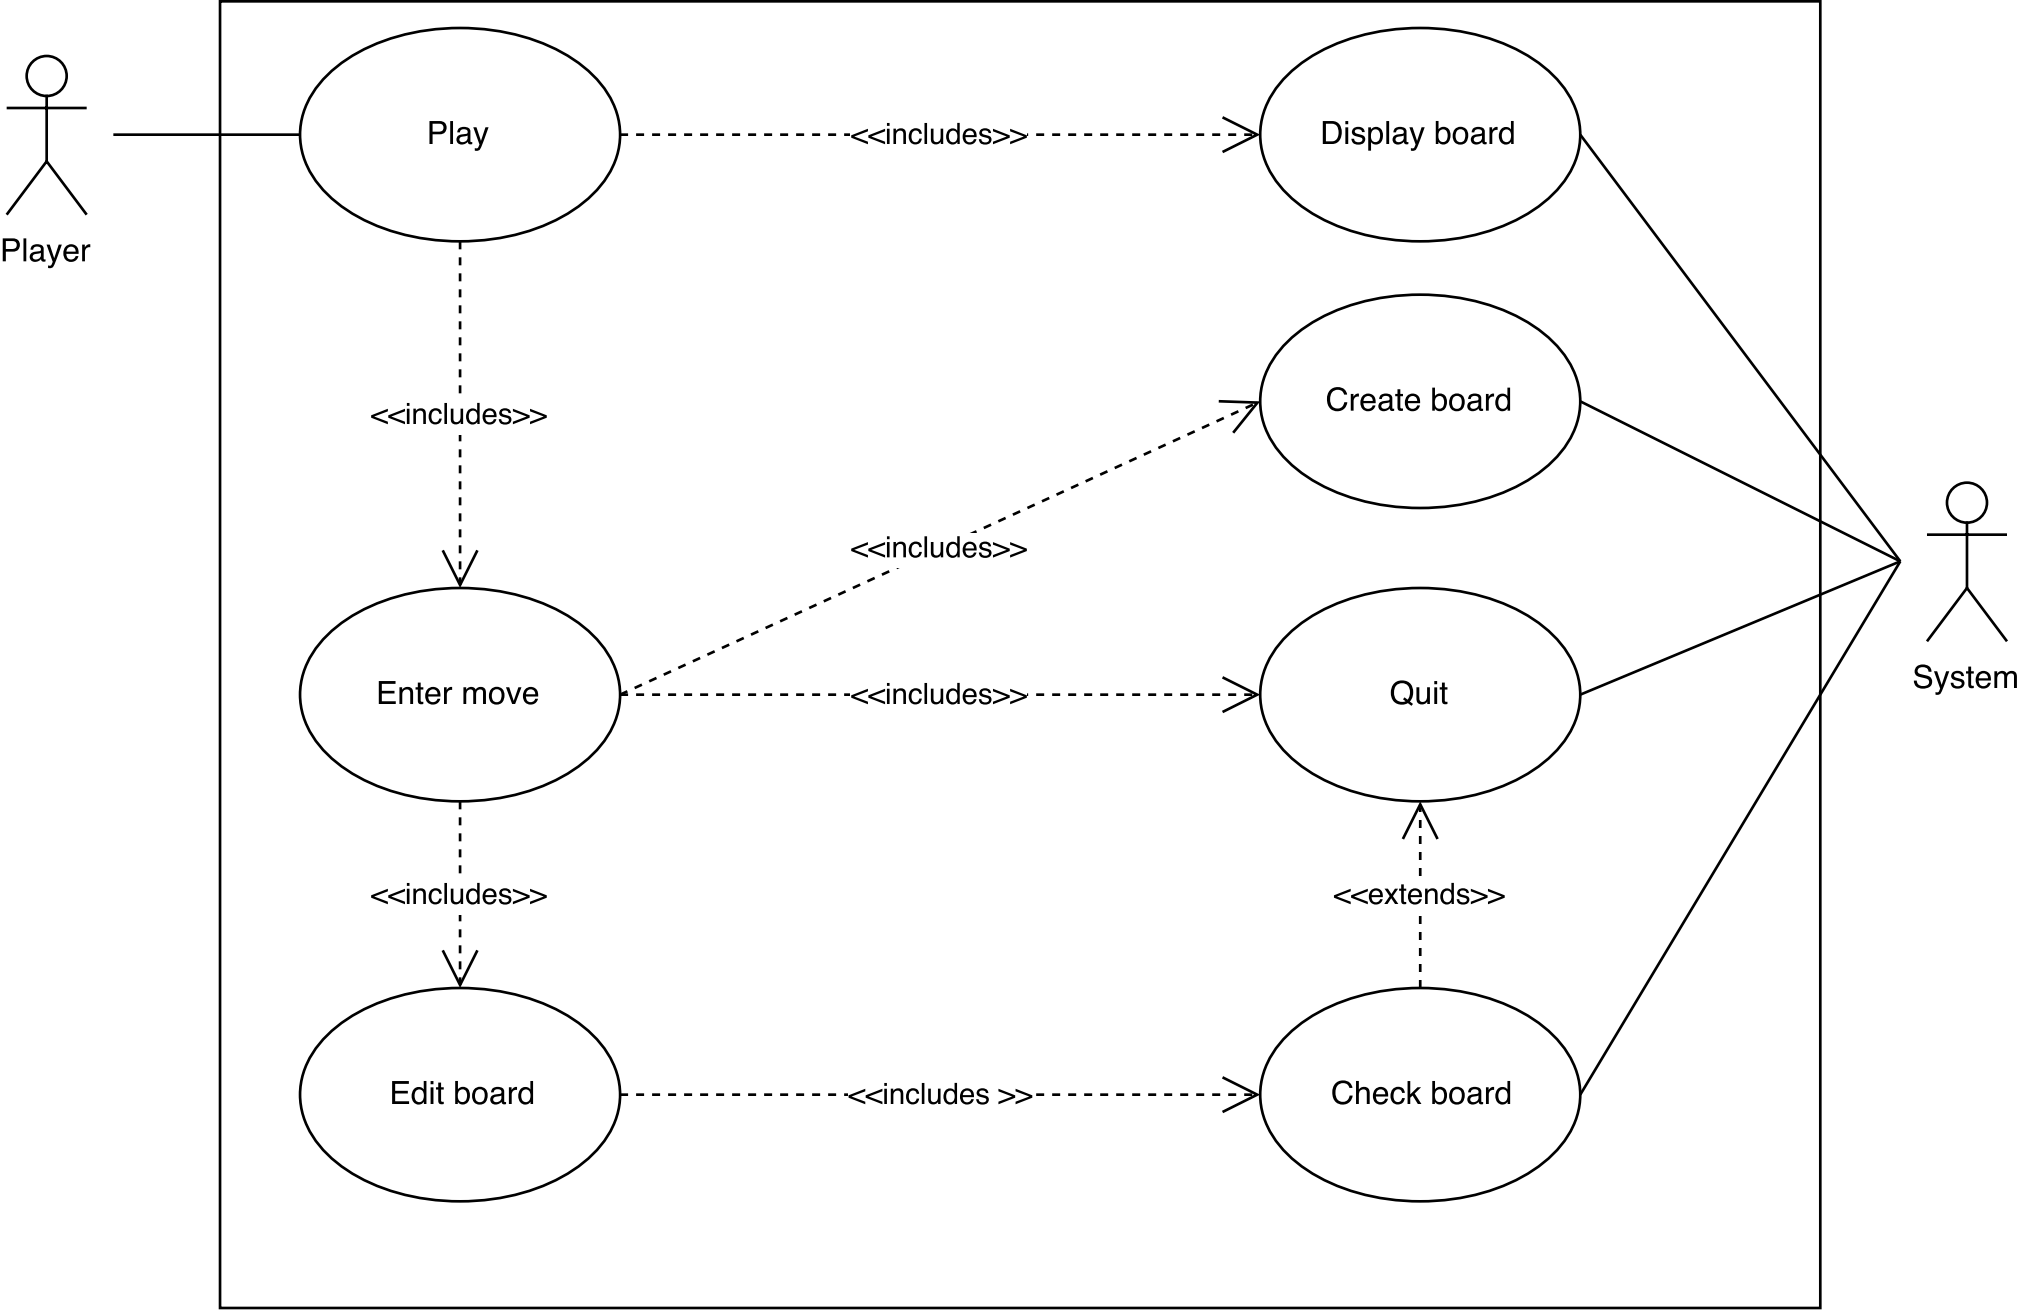 Play
<<includes>>
Display board
Player
<<includes>>
Create board
<<includes>>
Enter move
<<includes>>
Quit
System
<<includes>>
<<extends>>
Edit board
<<includes >>
Check board